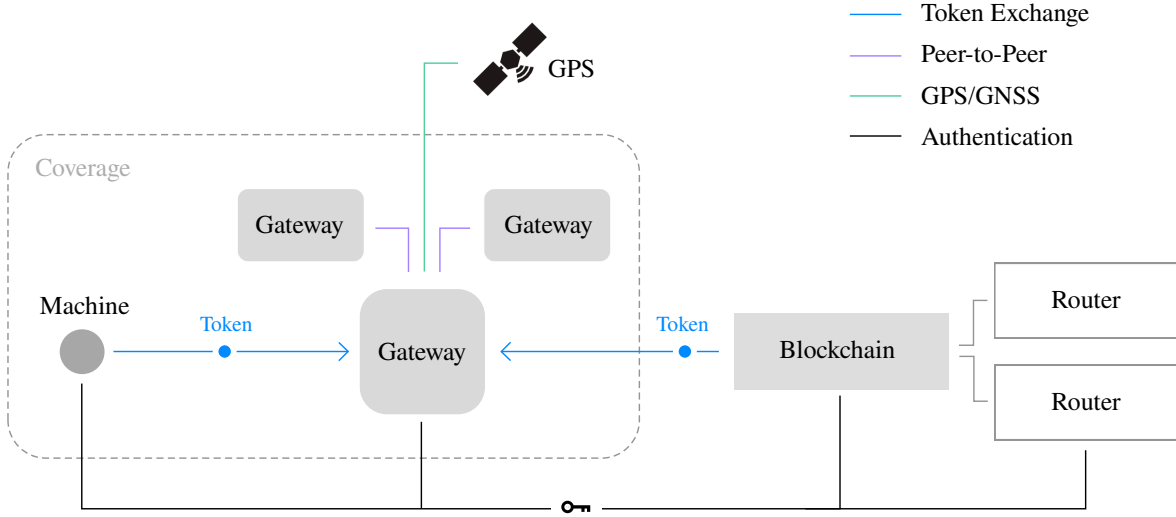 Token Exchange
Peer-to-Peer
GPS/GNSS
Authentication
GPS
Coverage
Gateway
Gateway
Machine
Token
Gateway
Token
Blockchain
Router
Router